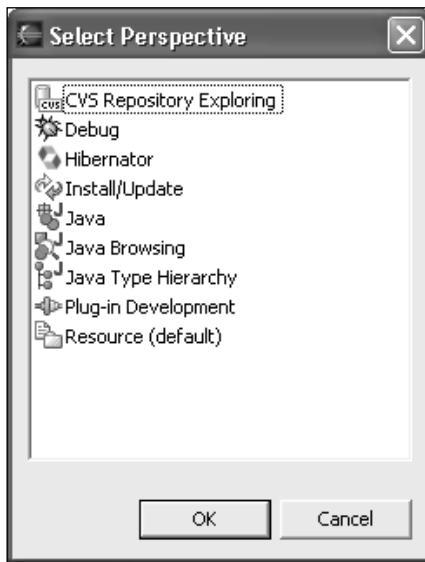 Select Perspective
CVS CVS Repository Exploring
Debug
Hibernator
Install/Update
Java
Java Browsing
Java Type Hierarchy
Plug-in Development
Resource (default)
OK Cancel